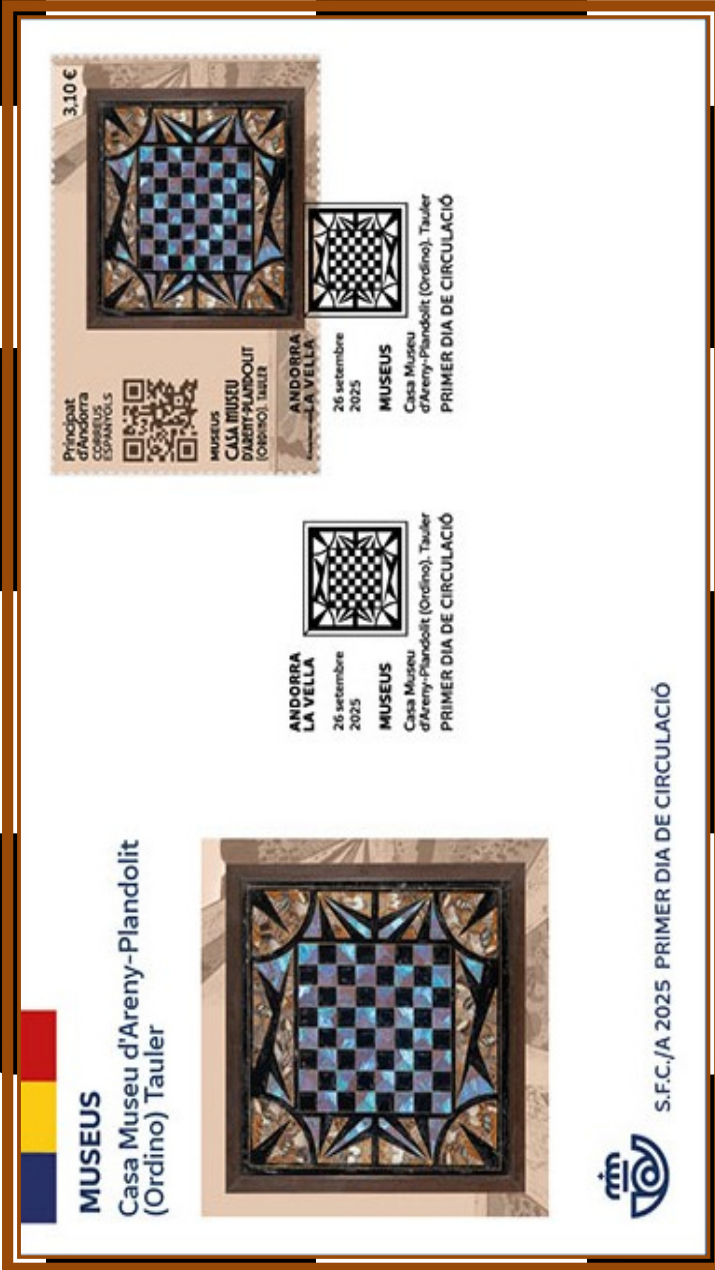 MUSEUS
Casa Museu d'Areny-Plandolit
(Ordino) Tauler
ANDORRA
LA VELLA
26 setembre
2025
MUSEUS
Casa Museu
d'Areny-Plandolit (Ordino). Tauler
PRIMER DIA DE CIRCULACIÓ
Principat
d'Andorra
CORREUS
ESPANYOLS
3,10 €
MUSEUS
CASA MUSEU
D'ARENY-PLANDOLIT
(ORDINO). TAULER
ANDORRA
LA VELLA
26 setembre
2025
MUSEUS
Casa Museu
d'Areny-Plandolit (Ordino). Tauler
PRIMER DIA DE CIRCULACIÓ
S.F.C./A 2025 PRIMER DIA DE CIRCULACIÓ